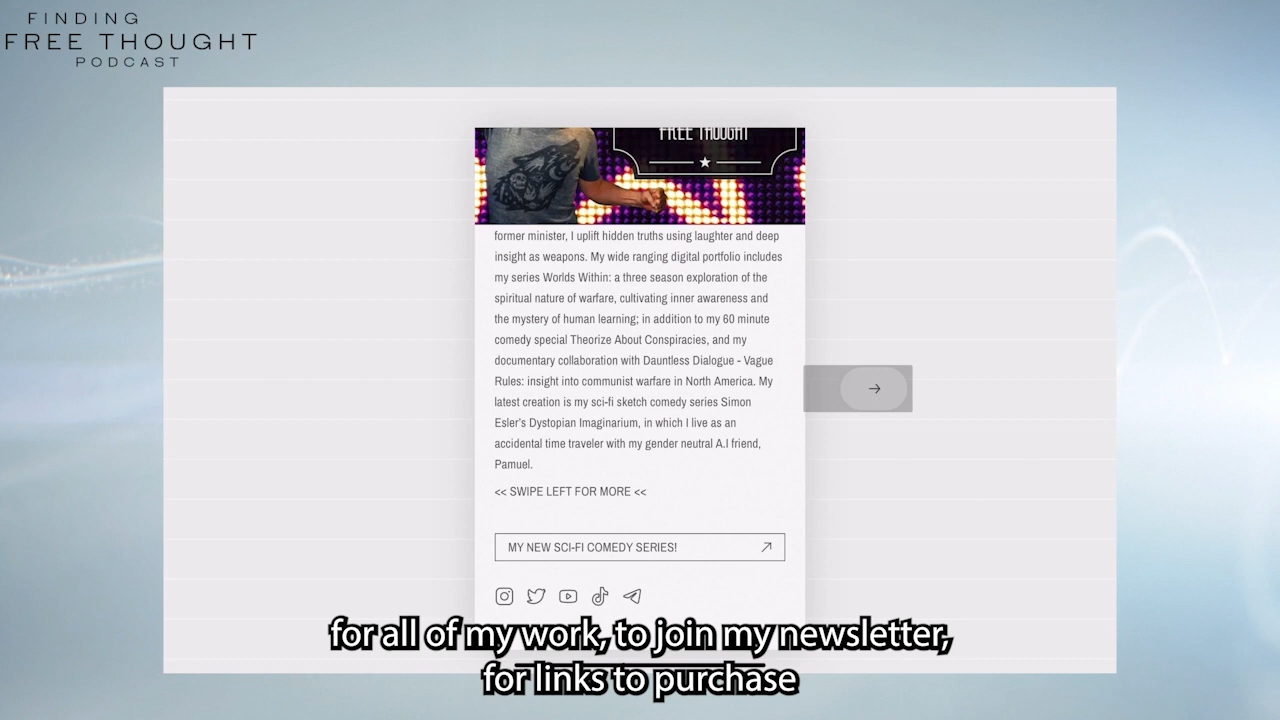 FINDING
FREE THOUGHT
PODCAST
FREE THOUGHT
former minister, I uplift hidden truths using laughter and deep
insight as weapons. My wide ranging digital portfolio includes
my series Worlds Within: a three season exploration of the
spiritual nature of warfare, cultivating inner awareness and
the mystery of human learning; in addition to my 60 minute
comedy special Theorize About Conspiracies, and my
documentary collaboration with Dauntless Dialogue - Vague
Rules: insight into communist warfare in North America. My
latest creation is my sci-fi sketch comedy series Simon
Esler's Dystopian Imaginarium, in which I live as an
accidental time traveler with my gender neutral A.I friend,
Pamuel.
<< SWIPE LEFT FOR MORE <<
MY NEW SCI-FI COMEDY SERIES!
for all of my work, to join my newsletter,
for links to purchase